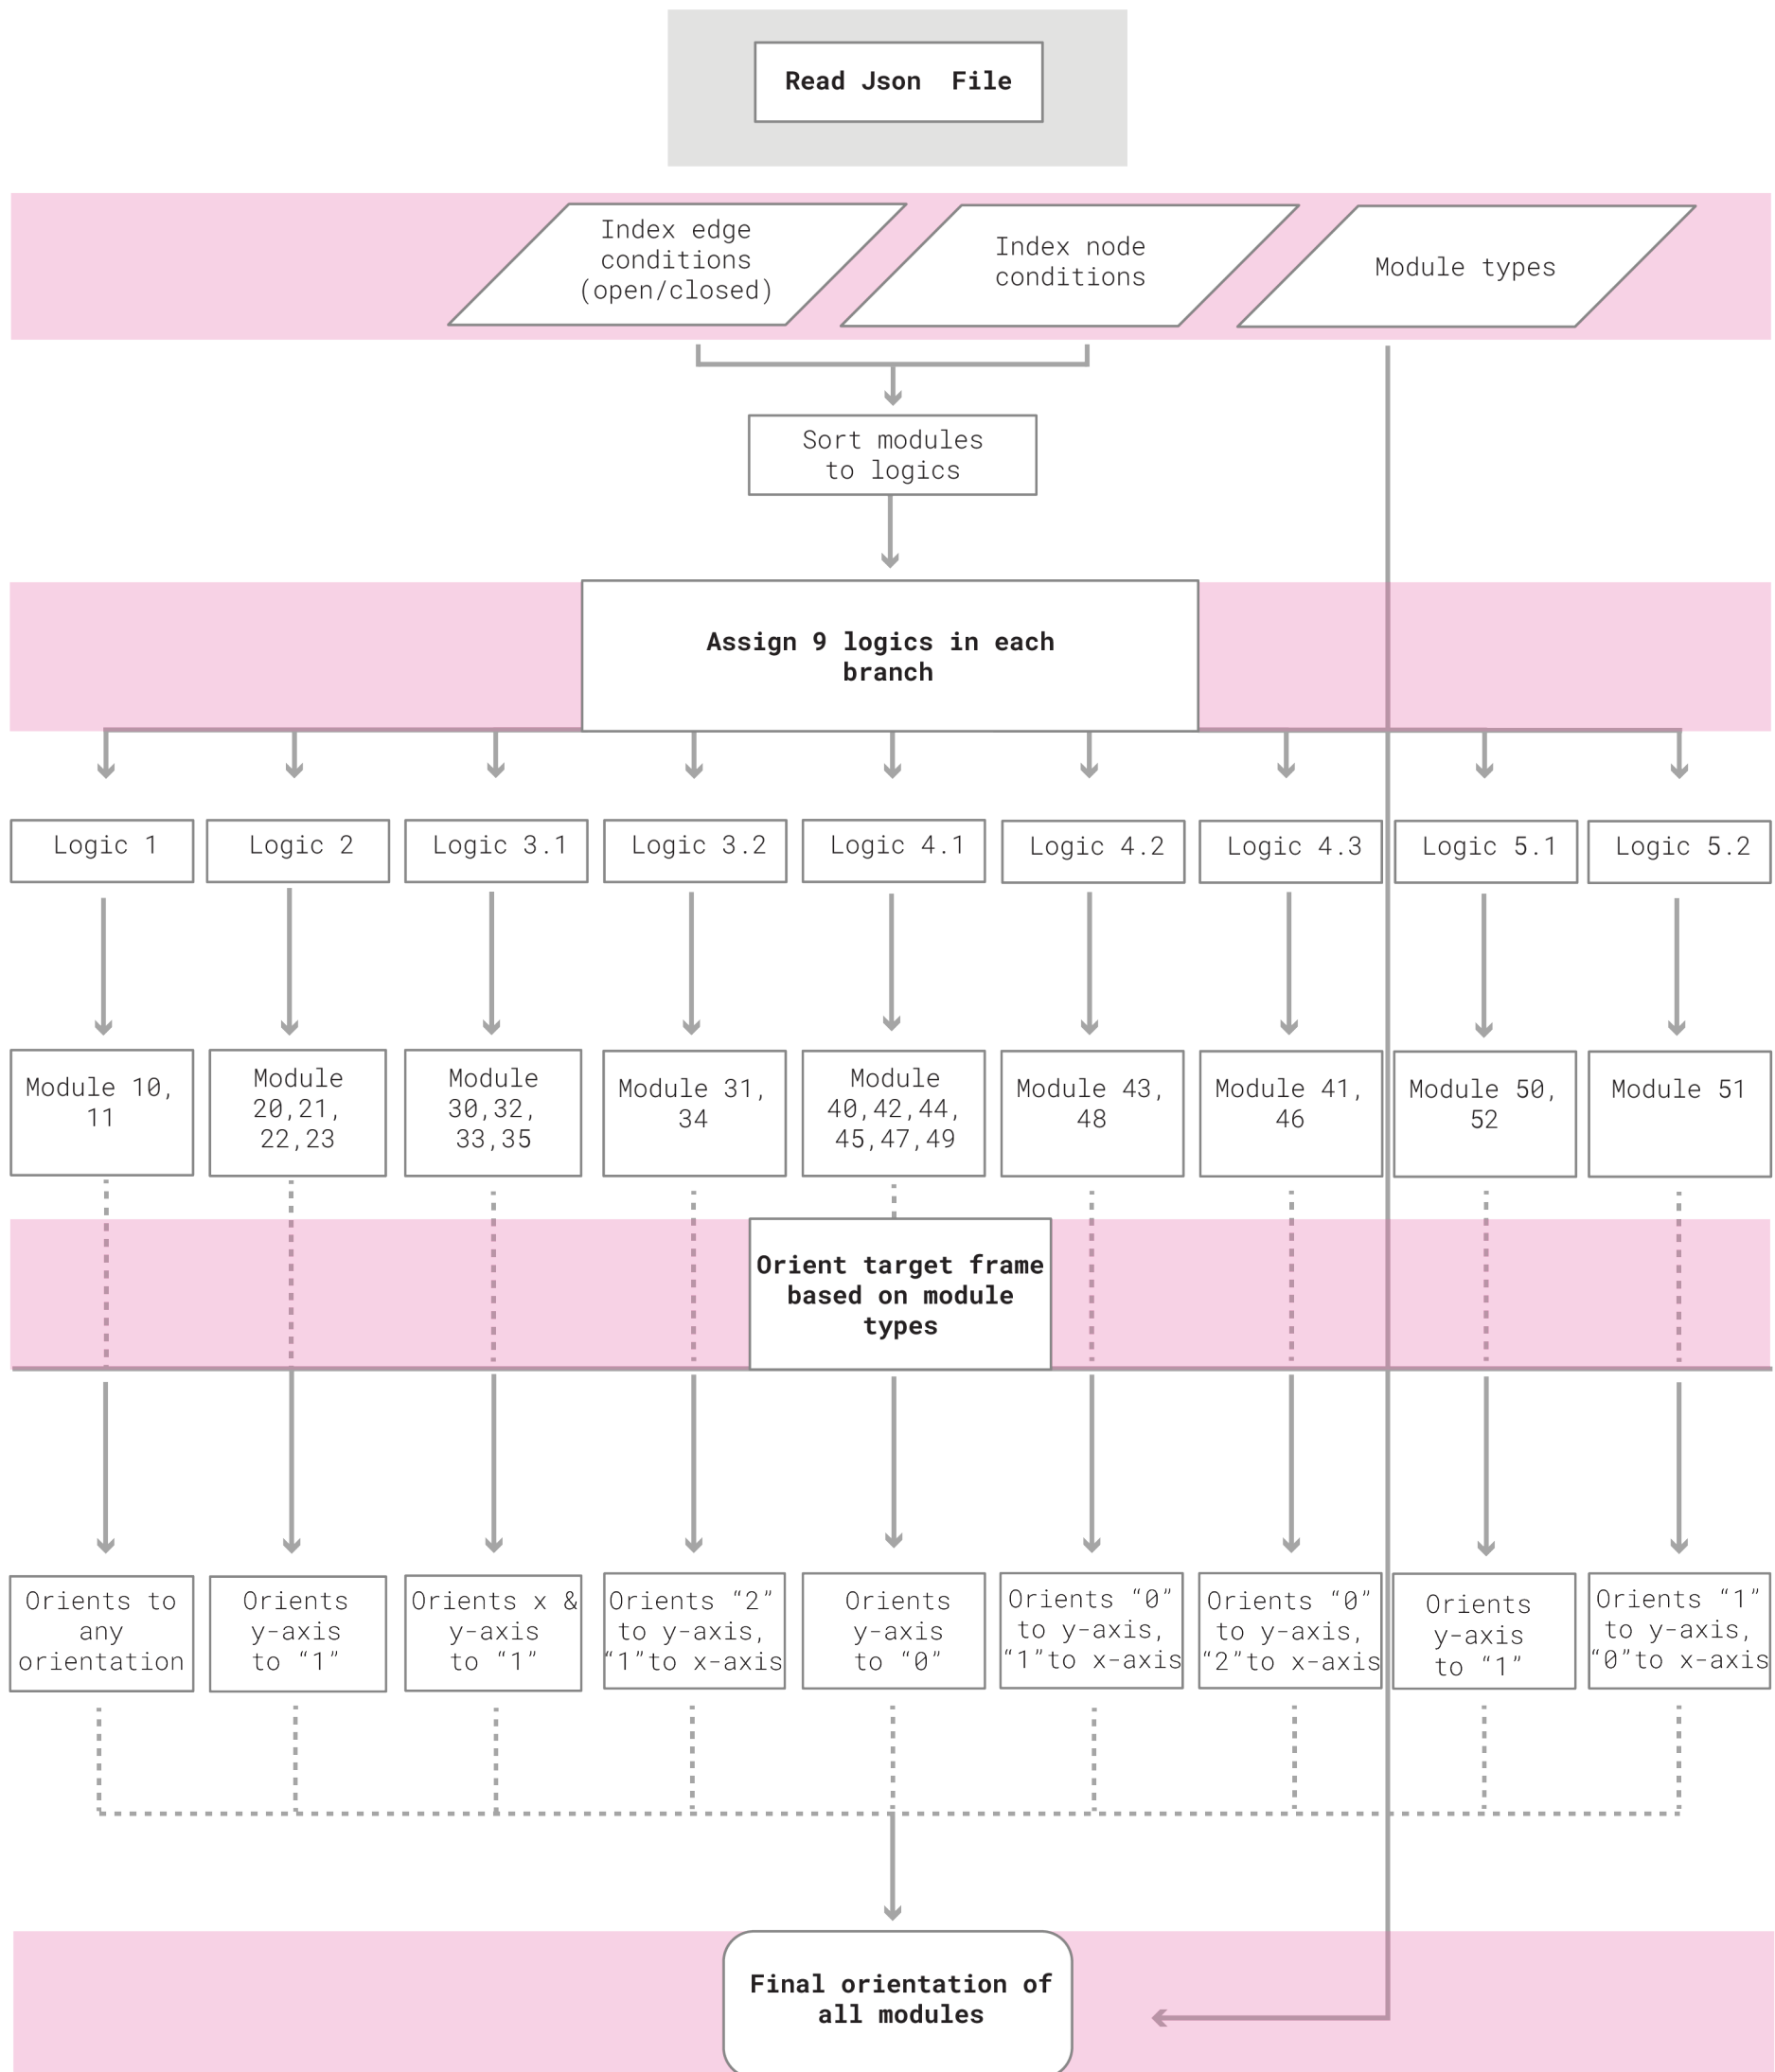 Read Json  File
Index edge
conditions
(open/closed)
Index node
conditions
Module types
Sort modules
to logics
Assign 9 logics in each
branch
Logic 1
Logic 2
Logic 3.1
Logic 3.2
Logic 4.1
Logic 4.2
Logic 4.3
Logic 5.1
Logic 5.2
Module 10,
11
Module
20,21,
22,23
Module
30,32,
33,35
Module 31,
34
Module
40,42,44,
45,47,49
Module 43,
48
Module 41,
46
Module 50,
52
Module 51
Orient target frame
based on module
types
Orients to
any
orientation
Orients
y-axis
to “1”
Orients x &
y-axis
to “1”
Orients “2”
to y-axis,
“1”to x-axis
Orients
y-axis
to “0”
Orients “0”
to y-axis,
“1”to x-axis
Orients “0”
to y-axis,
“2”to x-axis
Orients
y-axis
to “1”
Orients “1”
to y-axis,
“0”to x-axis
Final orientation of
all modules